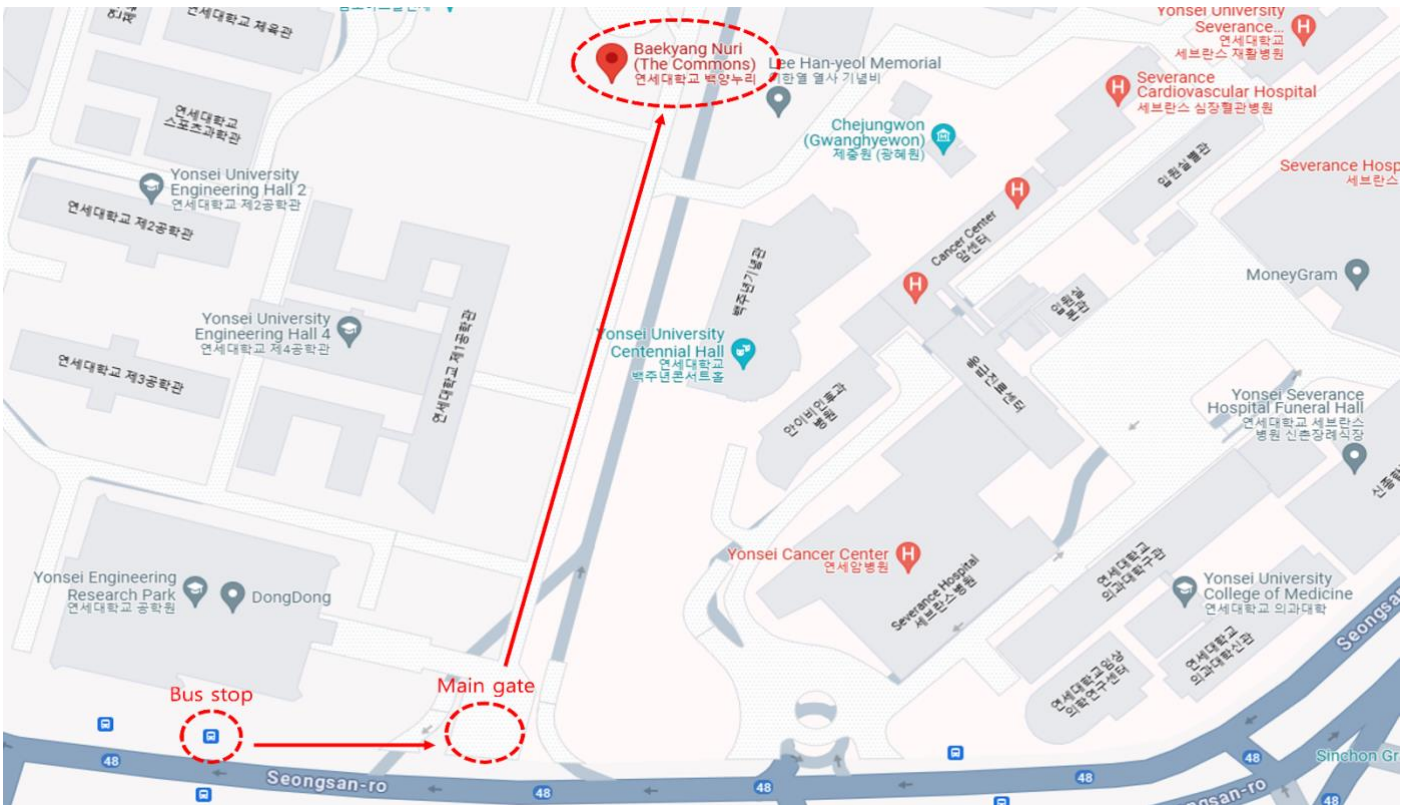 연세대학교 체육관
Baekyang Nuri
(The Commons)
연세대학교 백양누리
Lee Han-yeol Memorial
이한열 열사 기념비
Yonsei University
Severance...
연세대학교
세브란스 재활병원
Severance
Cardiovascular Hospital
세브란스 심장혈관병원
연세대학교
스포츠과학관
Chejungwon
(Gwanghyewon)
제중원 (광혜원)
Severance Hosp
세브란스
Yonsei University
Engineering Hall 2
연세대학교 제2공학관
연세대학교 제2공학관
Cancer Center
암센터
백주년기념관
MoneyGram
Yonsei University
Engineering Hall 4
연세대학교 제4공학관
연세대학교 제1공학관
연세대학교 제3공학관
Yonsei University
Centennial Hall
연세대학교
백주년콘서트홀
안이비인후과
병원
응급진료센터
Yonsei Severance
Hospital Funeral Hall
연세대학교 세브란스
병원 신촌장례식장
Yonsei Cancer Center
연세암병원
Severance Hospital
세브란스병원
연세대학교
의과대학구관
Yonsei University
College of Medicine
연세대학교 의과대학
연세대학교
의과대학신관
연세대학교임상
의학연구센터
Yonsei Engineering
Research Park
연세대학교 공학원
DongDong
Bus stop
Main gate
Seongsan-ro
48
48
48
48
48
48
Seongsa
ngsan-ro
Sinchon Gr